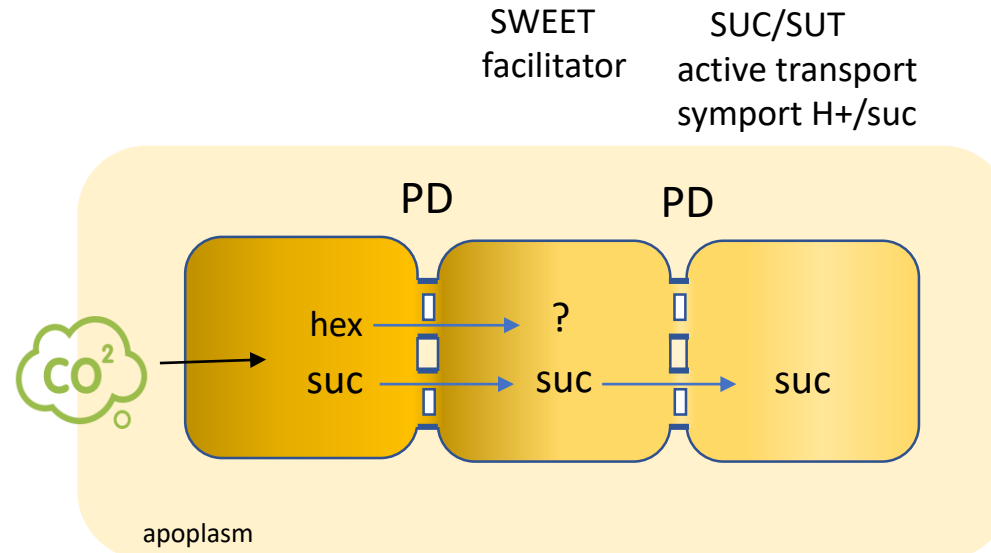 SWEET
facilitator
SUC/SUT
active transport
symport H+/suc
PD
PD
hex
?
CO²
suc
suc
suc
apoplasm